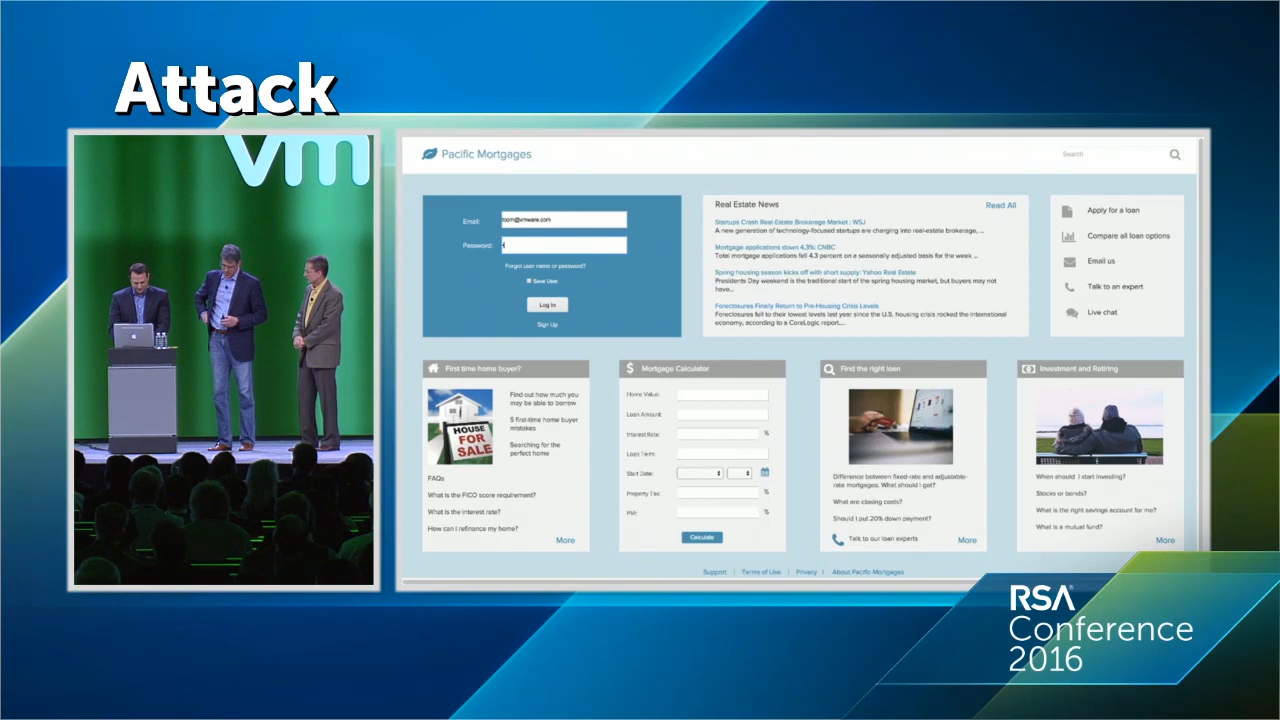 Attack
vm
Pacific Mortgages
Search
Email:
tcorn@vmware.com
Password:
Forgot user name or password?
Save User
Log In
Sign Up
Real Estate News
Read All
Startups Crash Real-Estate Brokerage Market : WSJ
A new generation of technology-focused startups are charging into real-estate brokerage, ...
Mortgage applications down 4.3%: CNBC
Total mortgage applications fell 4.3 percent on a seasonally adjusted basis for the week ...
Spring housing season kicks off with short supply: Yahoo Real Estate
Presidents Day weekend is the traditional start of the spring housing market, but buyers may not
have...
Foreclosures Finally Return to Pre-Housing Crisis Levels
Foreclosures fell to their lowest levels last year since the U.S. housing crisis rocked the international
economy, according to a CoreLogic report....
Apply for a loan
Compare all loan options
Email us
Talk to an expert
Live chat
First time home buyer?
HOUSE
FOR
SALE
Find out how much you
may be able to borrow
5 first-time home buyer
mistakes
Searching for the
perfect home
FAQs
What is the FICO score requirement?
What is the interest rate?
How can I refinance my home?
More
$ Mortgage Calculator
Home Value:
Loan Amount:
Interest Rate:
%
Loan Term:
Start Date:
Property Tax:
%
PMI:
%
Calculate
Find the right loan
Difference between fixed-rate and adjustable-
rate mortgages. What should I get?
What are closing costs?
Should I put 20% down payment?
Talk to our loan experts
More
Investment and Retiring
When should I start investing?
Stocks or bonds?
What is the right savings account for me?
What is a mutual fund?
More
Support | Terms of Use | Privacy | About Pacific Mortgages
RSA
Conference
2016